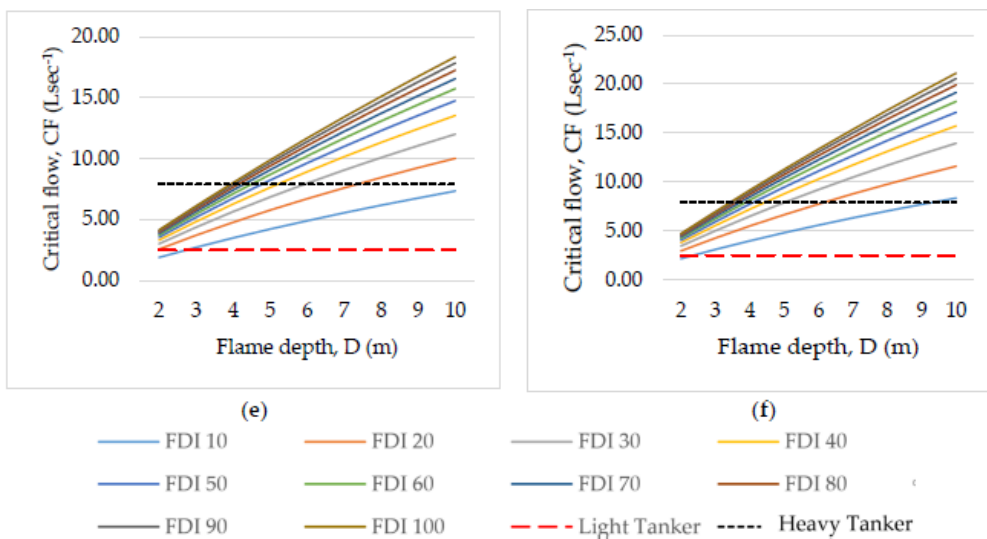 20.00
15.00
10.00
5.00
0.00
Critical flow, CF (Lsec⁻¹)
2 3 4 5 6 7 8 9 10
Flame depth, D (m)
(e)
25.00
20.00
15.00
10.00
5.00
0.00
Critical flow, CF (Lsec⁻¹)
2 3 4 5 6 7 8 9 10
Flame depth, D (m)
(f)
FDI 10 FDI 20 FDI 30 FDI 40
FDI 50 FDI 60 FDI 70 FDI 80
FDI 90 FDI 100 Light Tanker Heavy Tanker